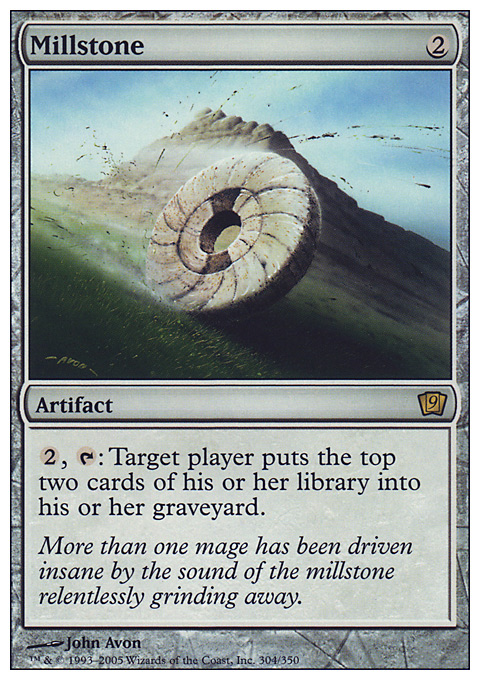 Millstone 2
-AVON-
Artifact 9
2, : Target player puts the top
two cards of his or her library into
his or her graveyard.
More than one mage has been driven
insane by the sound of the millstone
relentlessly grinding away.
John Avon
™ & © 1993–2005 Wizards of the Coast, Inc. 304/350